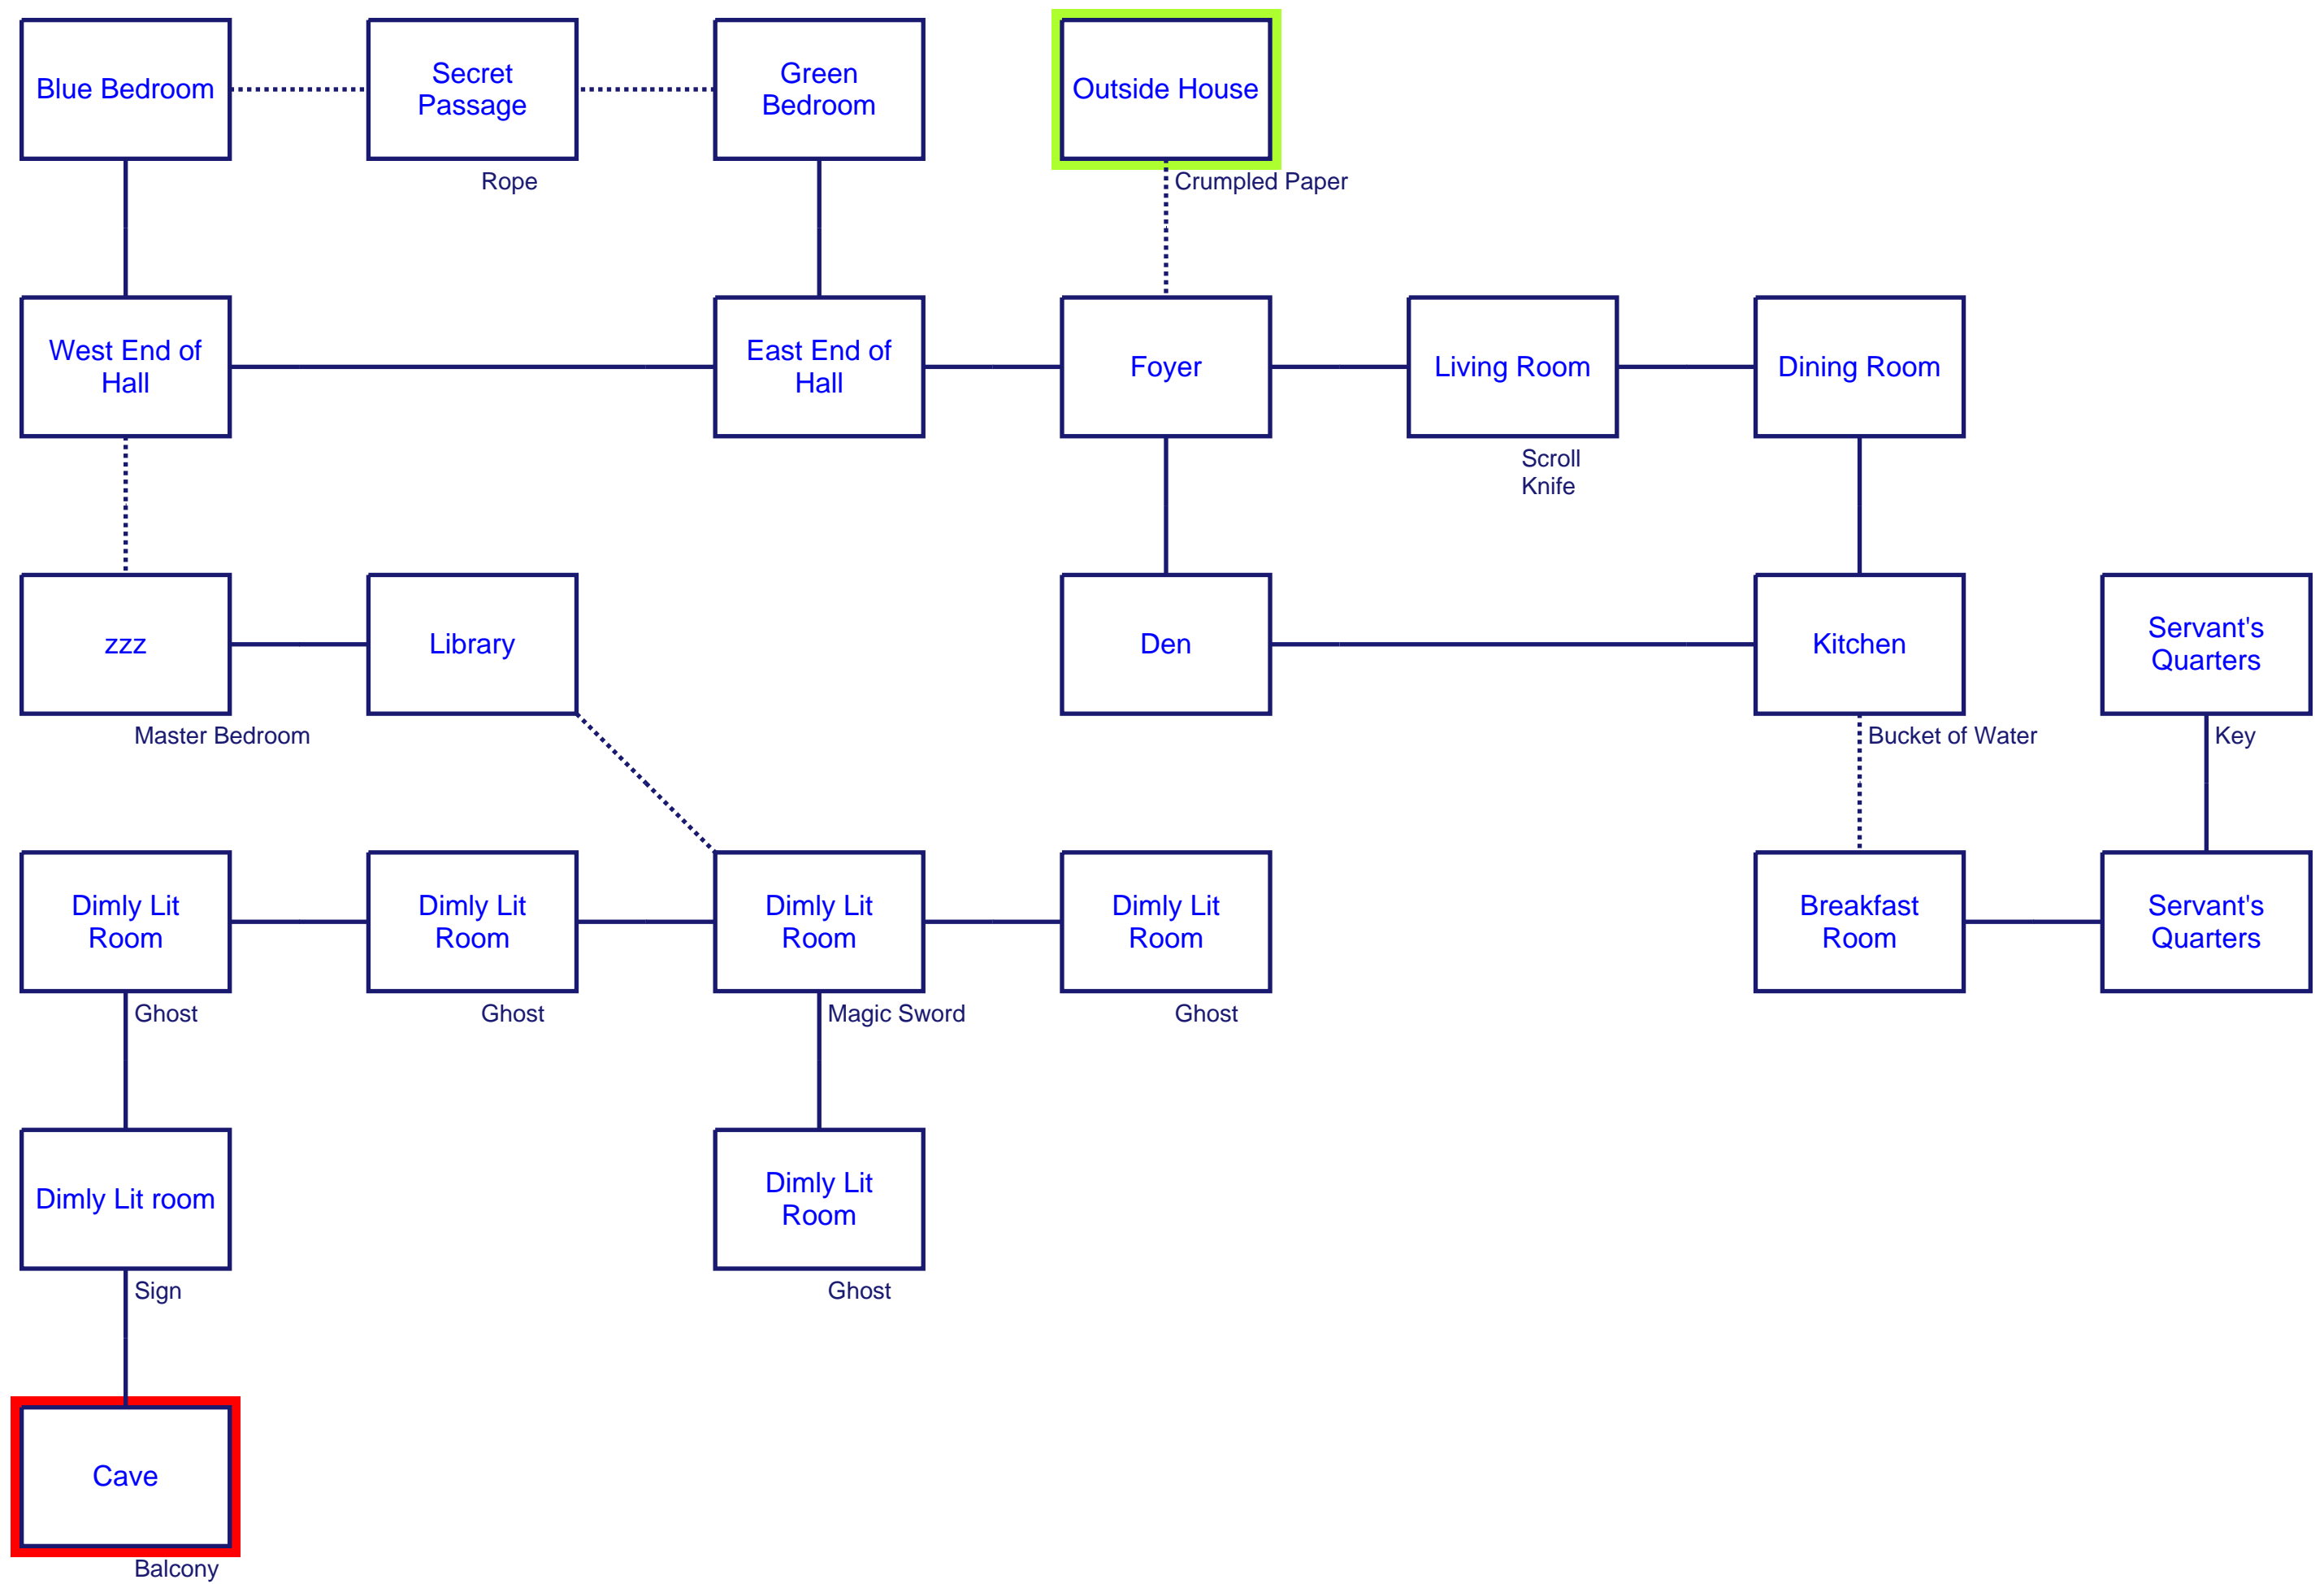 Blue Bedroom
Secret
Passage
Green
Bedroom
Outside House
Rope
Crumpled Paper
West End of
Hall
East End of
Hall
Foyer
Living Room
Dining Room
Scroll
Knife
zzz
Library
Den
Kitchen
Servant's
Quarters
Master Bedroom
Bucket of Water
Key
Dimly Lit
Room
Dimly Lit
Room
Dimly Lit
Room
Dimly Lit
Room
Breakfast
Room
Servant's
Quarters
Ghost
Ghost
Magic Sword
Ghost
Dimly Lit room
Dimly Lit
Room
Sign
Ghost
Cave
Balcony